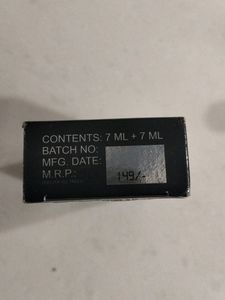 CONTENTS: 7 ML + 7 ML
BATCH NO:
MFG. DATE:
M.R.P.: 149/-